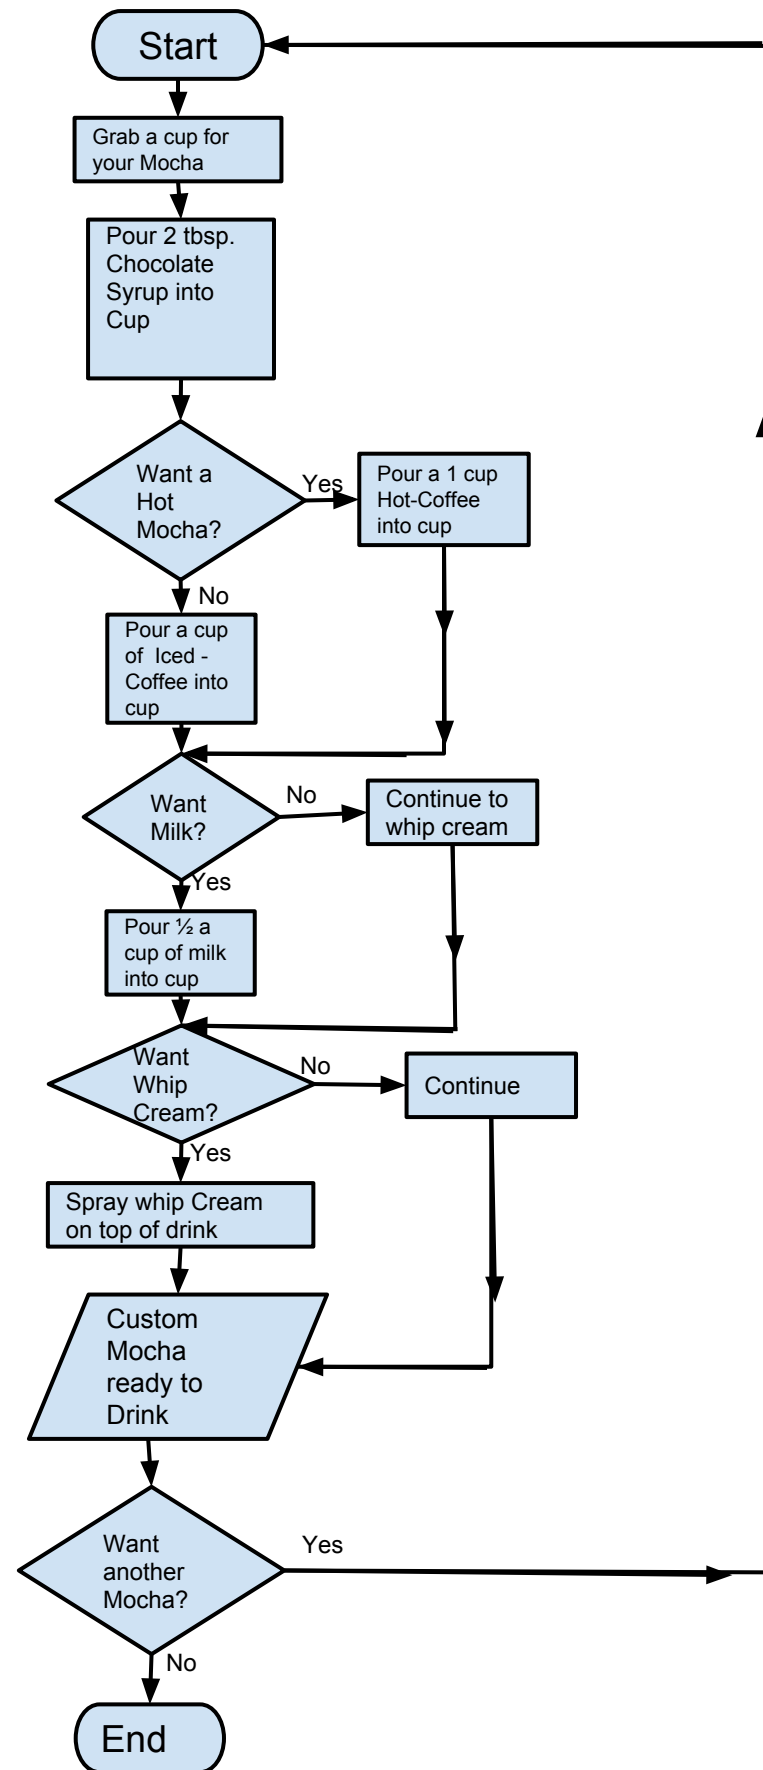 Start
Grab a cup for
your Mocha
Pour 2 tbsp.
Chocolate
Syrup into
Cup
Want a
Hot
Mocha?
Yes
Pour a 1 cup
Hot-Coffee
into cup
No
Pour a cup
of Iced -
Coffee into
cup
Want
Milk?
No
Continue to
whip cream
Yes
Pour ½ a
cup of milk
into cup
Want
Whip
Cream?
No
Continue
Yes
Spray whip Cream
on top of drink
Custom
Mocha
ready to
Drink
Want
another
Mocha?
Yes
No
End